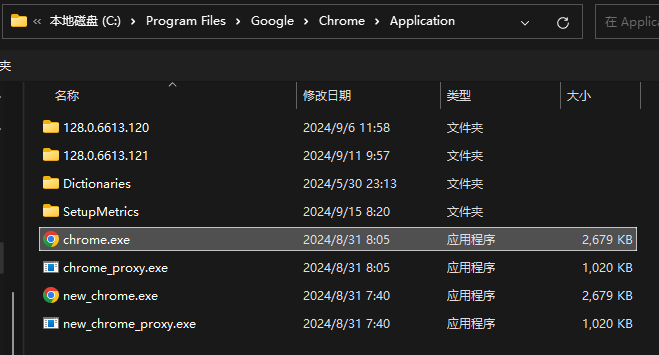 « 本地磁盘 (C:) > Program Files > Google > Chrome > Application
在 Applic
夹
名称 修改日期 类型 大小
128.0.6613.120 2024/9/6 11:58 文件夹
128.0.6613.121 2024/9/11 9:57 文件夹
Dictionaries 2024/5/30 23:13 文件夹
SetupMetrics 2024/9/15 8:20 文件夹
chrome.exe 2024/8/31 8:05 应用程序 2,679 KB
chrome_proxy.exe 2024/8/31 8:05 应用程序 1,020 KB
new_chrome.exe 2024/8/31 7:40 应用程序 2,679 KB
new_chrome_proxy.exe 2024/8/31 7:40 应用程序 1,020 KB